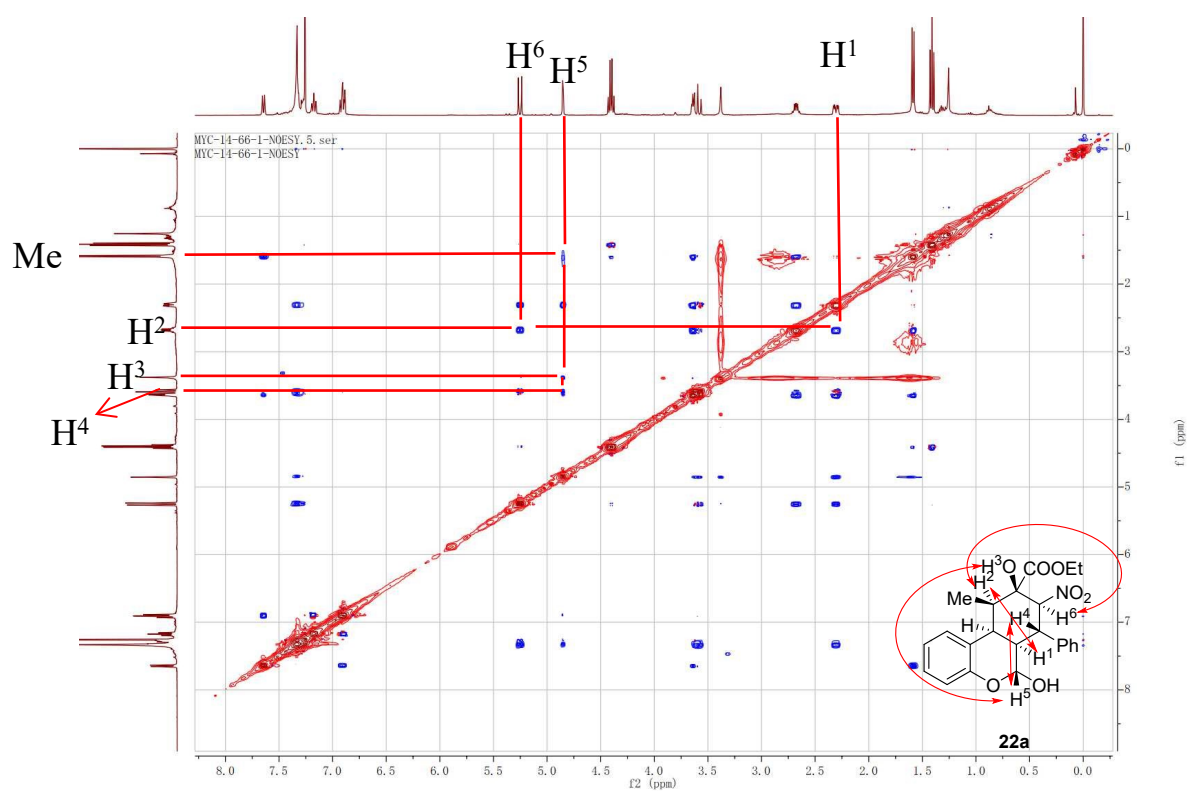 H⁶
H⁵
H¹
MYC-14-66-1-NOESY.5.ser
MYC-14-66-1-NOESY
Me
H²
H³
H⁴
0
1
2
3
4
5
6
7
8
f1 (ppm)
8.0 7.5 7.0 6.5 6.0 5.5 5.0 4.5 4.0 3.5 3.0 2.5 2.0 1.5 1.0 0.5 0.0
f2 (ppm)
H³O COOEt
H²
NO₂
Me
H H⁴ H⁶
Ph
H¹
O OH
H⁵
22a